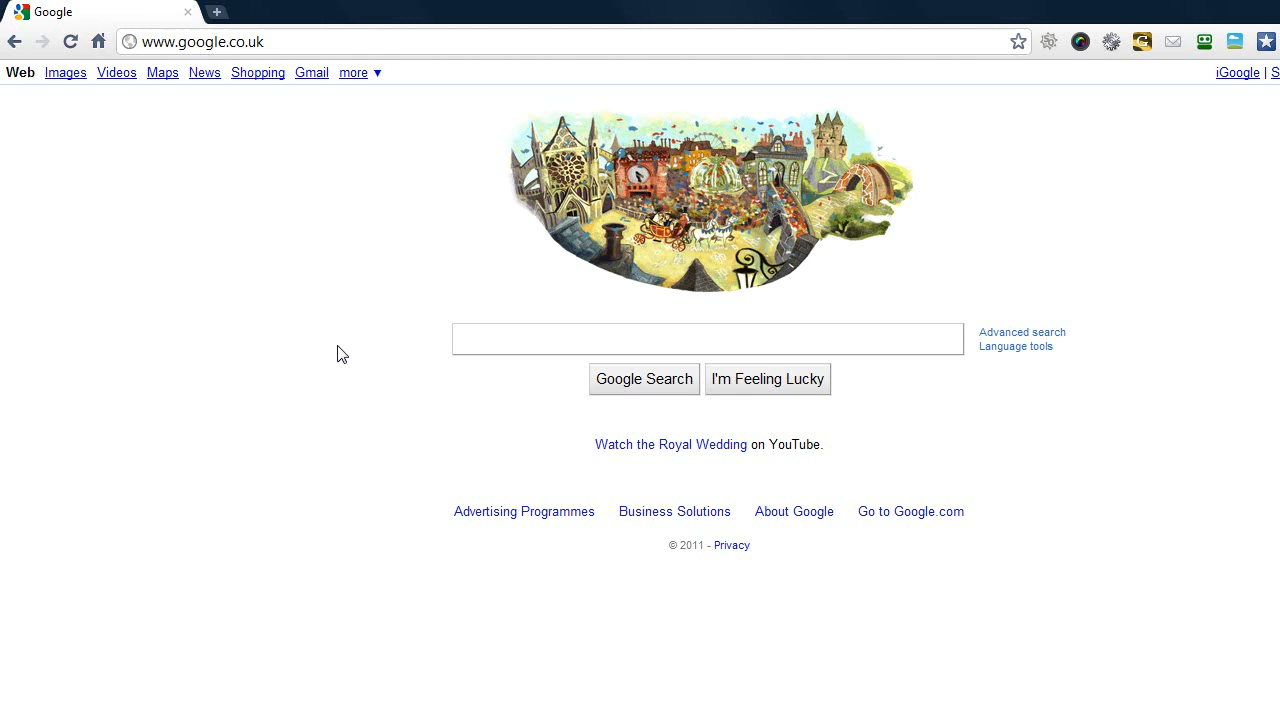 Google
www.google.co.uk
Web Images Videos Maps News Shopping Gmail more ▼ iGoogle | S
Advanced search
Language tools
Google Search I'm Feeling Lucky
Watch the Royal Wedding on YouTube.
Advertising Programmes Business Solutions About Google Go to Google.com
© 2011 - Privacy